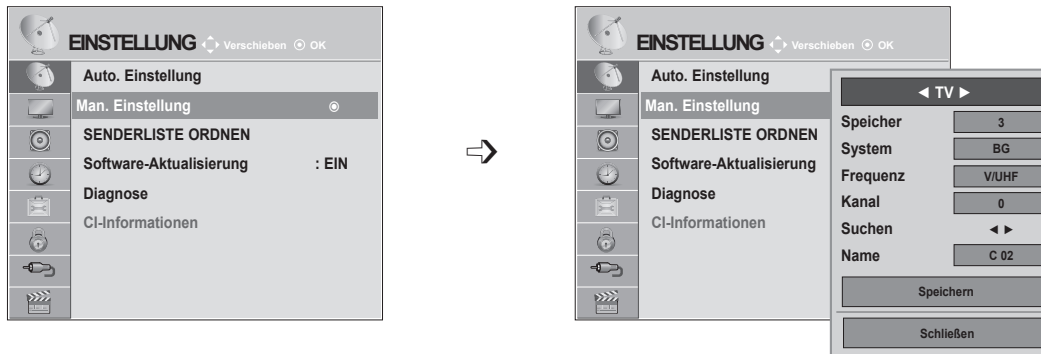 EINSTELLUNG Verschieben OK
Auto. Einstellung
Man. Einstellung
SENDERLISTE ORDNEN
Software-Aktualisierung : EIN
Diagnose
CI-Informationen
EINSTELLUNG Verschieben OK
Auto. Einstellung
Man. Einstellung
SENDERLISTE ORDNEN
Software-Aktualisierung
Diagnose
CI-Informationen
◄ TV ►
Speicher 3
System BG
Frequenz V/UHF
Kanal 0
Suchen ◄ ►
Name C 02
Speichern
Schließen